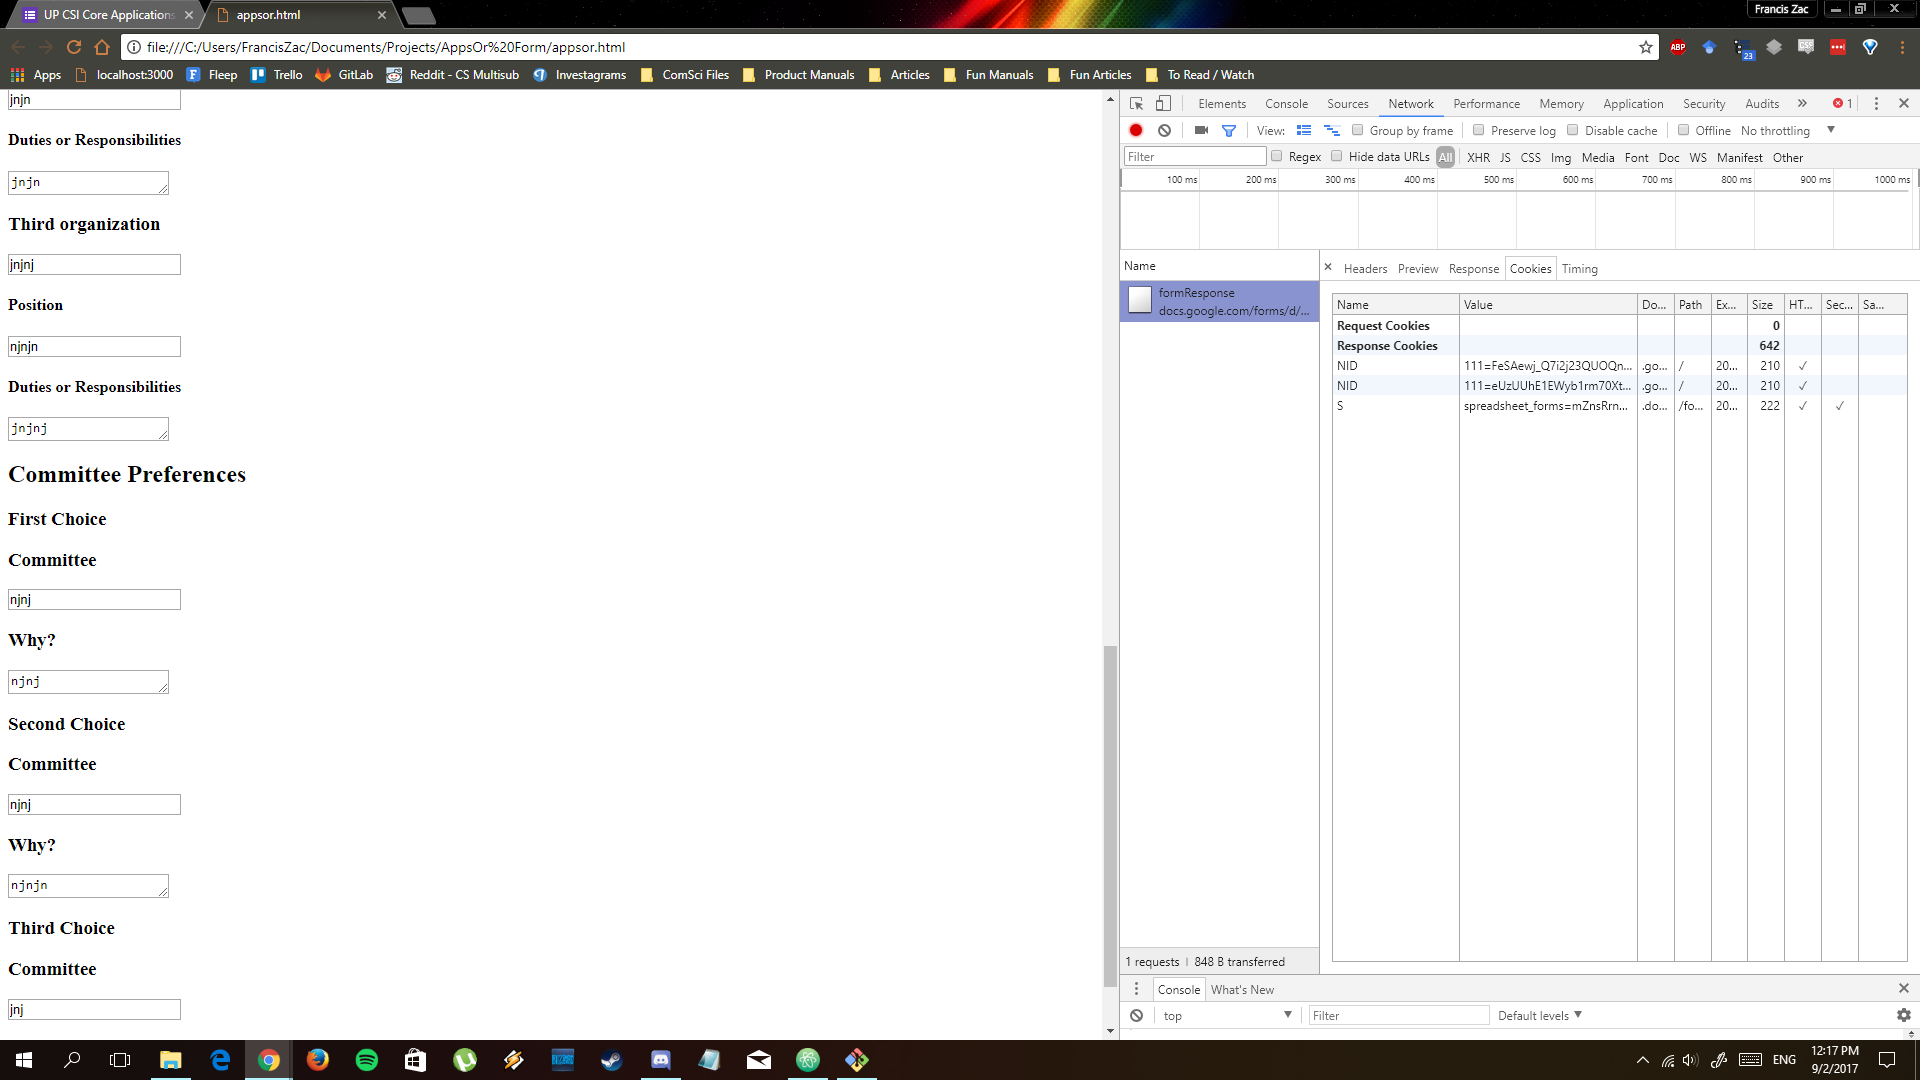 UP CSI Core Applications
appsor.html
Francis Zac
file:///C:/Users/FrancisZac/Documents/Projects/AppsOr%20Form/appsor.html
ABP
23
Apps
localhost:3000
Fleep
Trello
GitLab
Reddit - CS Multisub
Investagrams
ComSci Files
Product Manuals
Articles
Fun Manuals
Fun Articles
To Read / Watch
jnjn
Duties or Responsibilities
jnjn
Third organization
jnjnj
Position
njnjn
Duties or Responsibilities
jnjnj
Committee Preferences
First Choice
Committee
njnj
Why?
njnj
Second Choice
Committee
njnj
Why?
njnjn
Third Choice
Committee
jnj
Elements Console Sources Network Performance Memory Application Security Audits » 1
View: Group by frame Preserve log Disable cache Offline No throttling
Filter Regex Hide data URLs All XHR JS CSS Img Media Font Doc WS Manifest Other
100 ms 200 ms 300 ms 400 ms 500 ms 600 ms 700 ms 800 ms 900 ms 1000 ms
Name
formResponse
docs.google.com/forms/d/...
Headers Preview Response Cookies Timing
Name Value Do... Path Ex... Size HT... Sec... Sa...
Request Cookies 0
Response Cookies 642
NID 111=FeSAewj_Q7i2j23QUOQn... .go... / 20... 210 ✓
NID 111=eUzUUhE1EWyb1rm70Xt... .go... / 20... 210 ✓
S spreadsheet_forms=mZnsRrn... .do... /fo... 20... 222 ✓ ✓
1 requests | 848 B transferred
Console What's New
top Filter Default levels
ENG
12:17 PM
9/2/2017